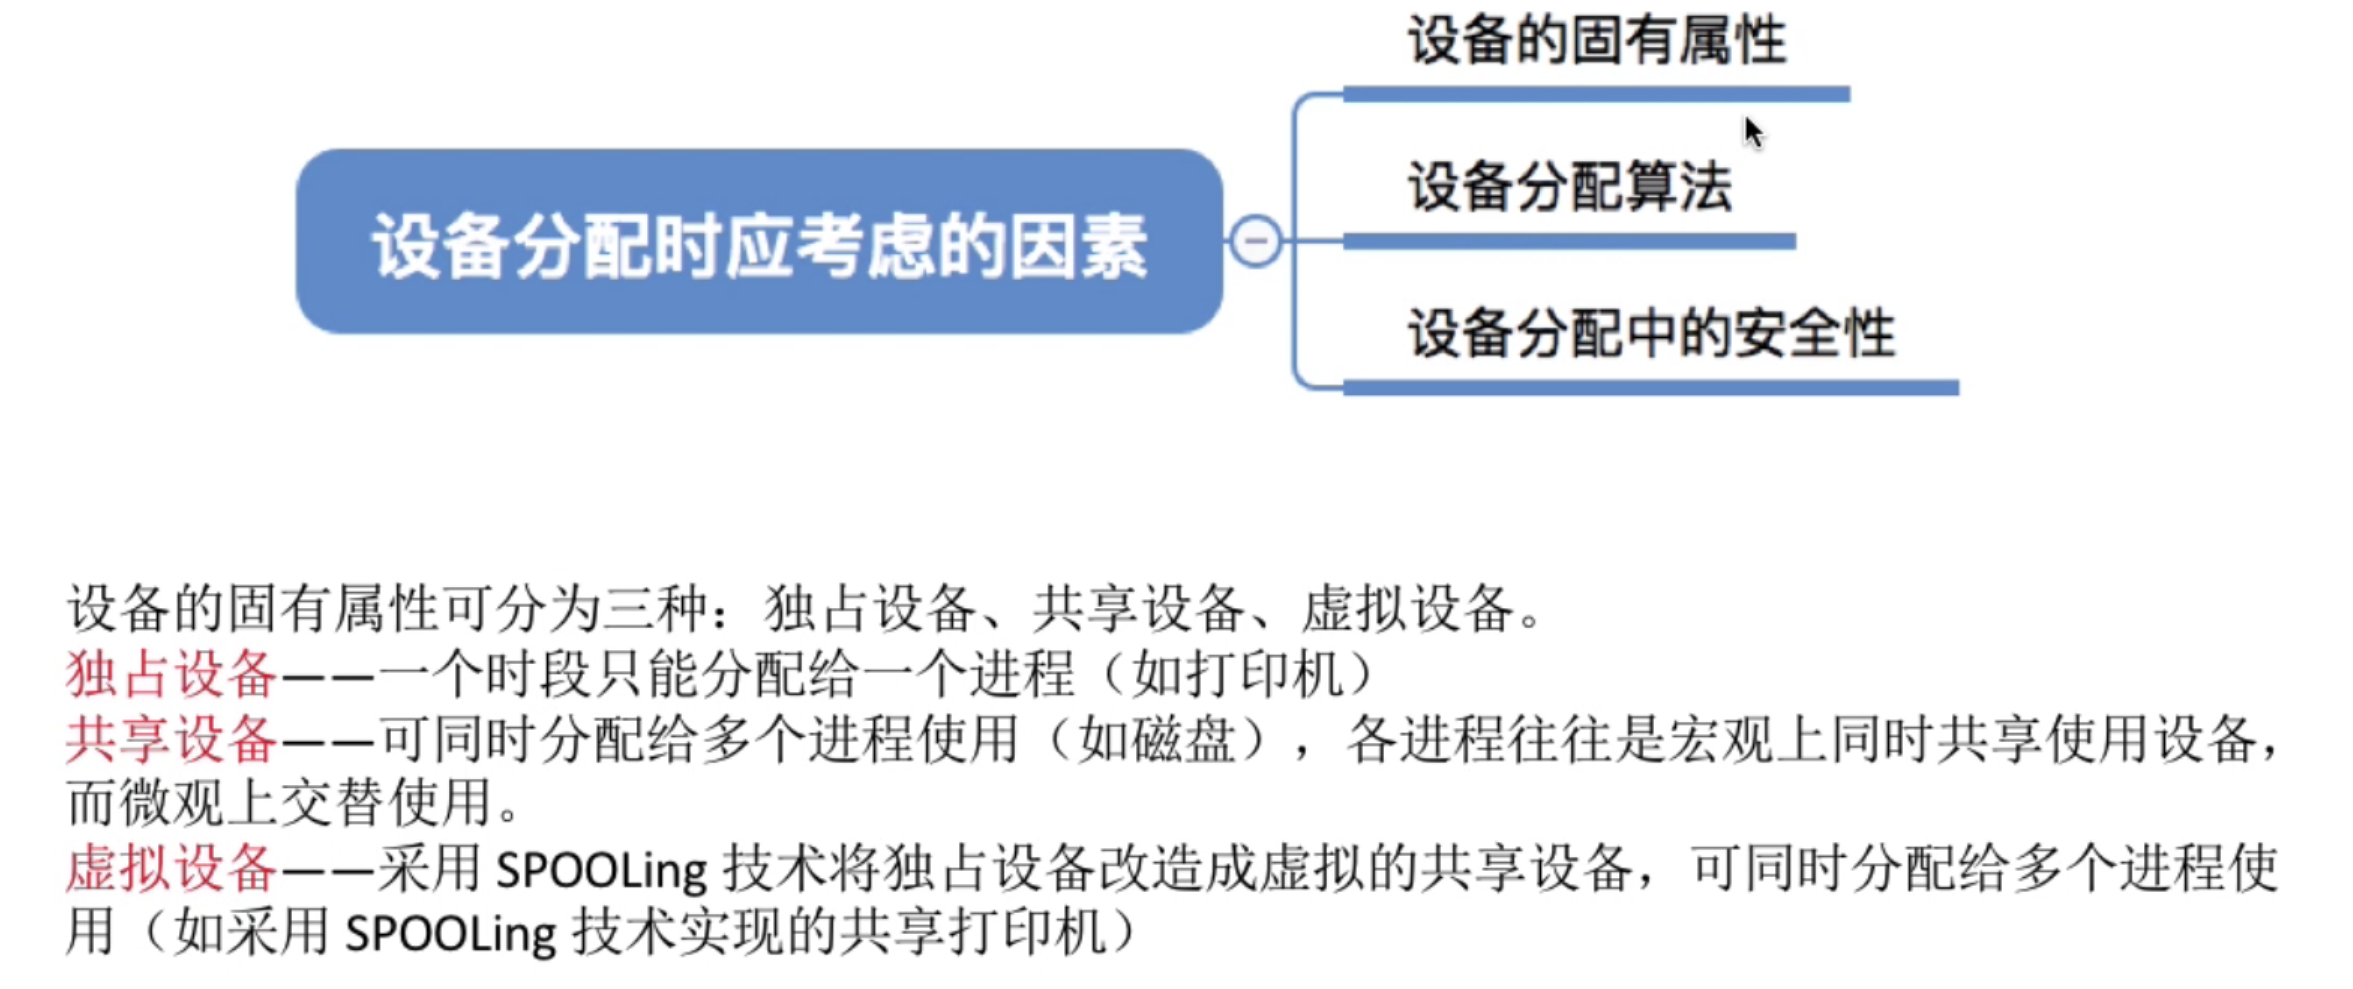 设备的固有属性
设备分配算法
设备分配时应考虑的因素
设备分配中的安全性
设备的固有属性可分为三种：独占设备、共享设备、虚拟设备。
独占设备——一个时段只能分配给一个进程（如打印机）
共享设备——可同时分配给多个进程使用（如磁盘），各进程往往是宏观上同时共享使用设备，
而微观上交替使用。
虚拟设备——采用 SPOOLing 技术将独占设备改造成虚拟的共享设备，可同时分配给多个进程使
用（如采用 SPOOLing 技术实现的共享打印机）